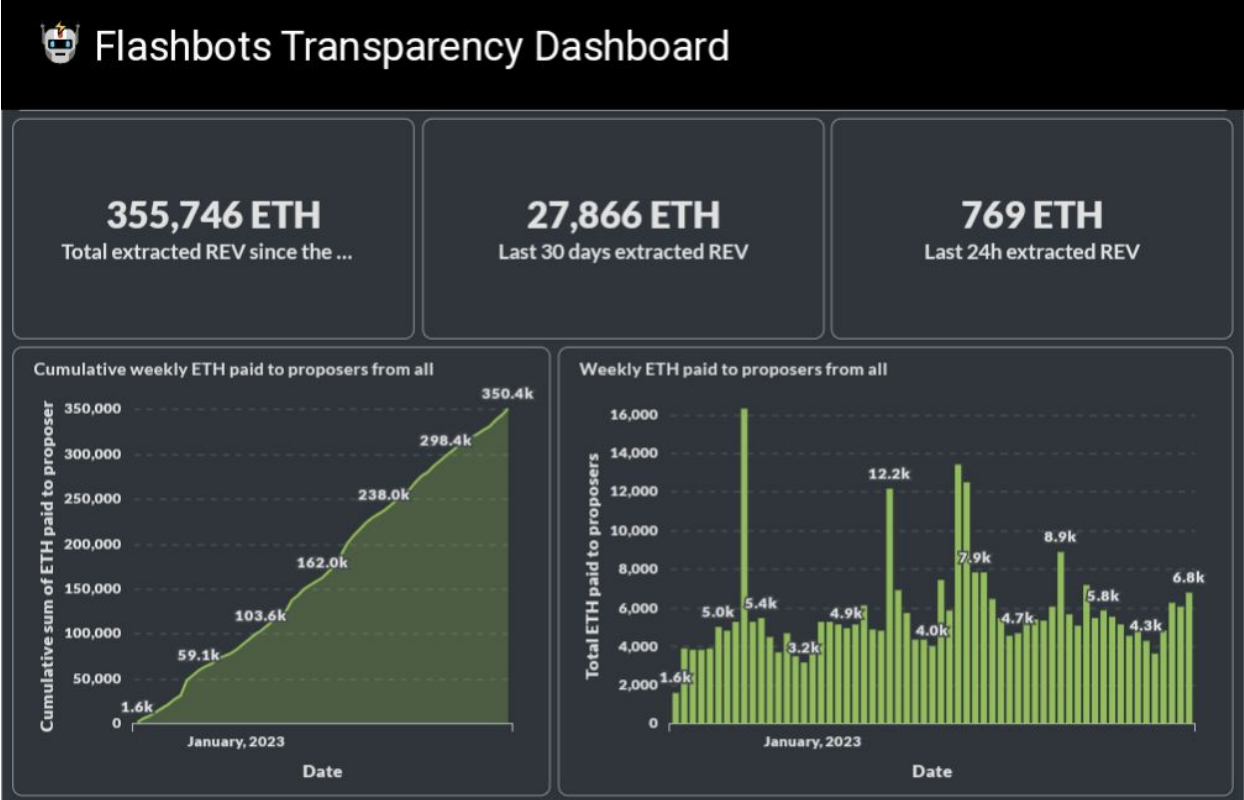 Flashbots Transparency Dashboard
355,746 ETH
Total extracted REV since the ...
27,866 ETH
Last 30 days extracted REV
769 ETH
Last 24h extracted REV
Cumulative weekly ETH paid to proposers from all
Cumulative sum of ETH paid to proposer
350,000
300,000
250,000
200,000
150,000
100,000
50,000
0
1.6k
59.1k
103.6k
162.0k
238.0k
298.4k
350.4k
January, 2023
Date
Weekly ETH paid to proposers from all
Total ETH paid to proposers
16,000
14,000
12,000
10,000
8,000
6,000
4,000
2,000
0
1.6k
5.0k
5.4k
3.2k
4.9k
12.2k
4.0k
7.9k
4.7k
8.9k
5.8k
4.3k
6.8k
January, 2023
Date